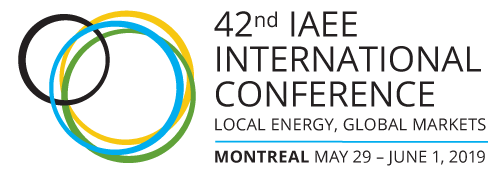 42nd IAEE
INTERNATIONAL
CONFERENCE
LOCAL ENERGY, GLOBAL MARKETS
MONTREAL MAY 29 – JUNE 1, 2019